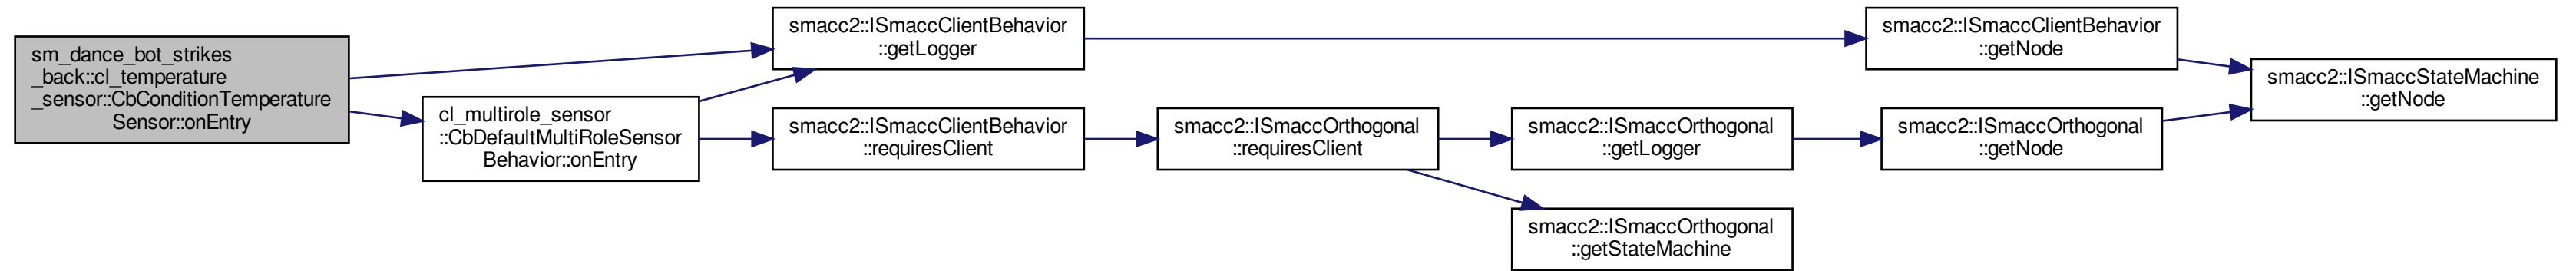 sm_dance_bot_strikes
_back::cl_temperature
_sensor::CbConditionTemperature
Sensor::onEntry
smacc2::ISmaccClientBehavior
::getLogger
cl_multirole_sensor
::CbDefaultMultiRoleSensor
Behavior::onEntry
smacc2::ISmaccClientBehavior
::requiresClient
smacc2::ISmaccOrthogonal
::requiresClient
smacc2::ISmaccOrthogonal
::getLogger
smacc2::ISmaccOrthogonal
::getStateMachine
smacc2::ISmaccClientBehavior
::getNode
smacc2::ISmaccOrthogonal
::getNode
smacc2::ISmaccStateMachine
::getNode